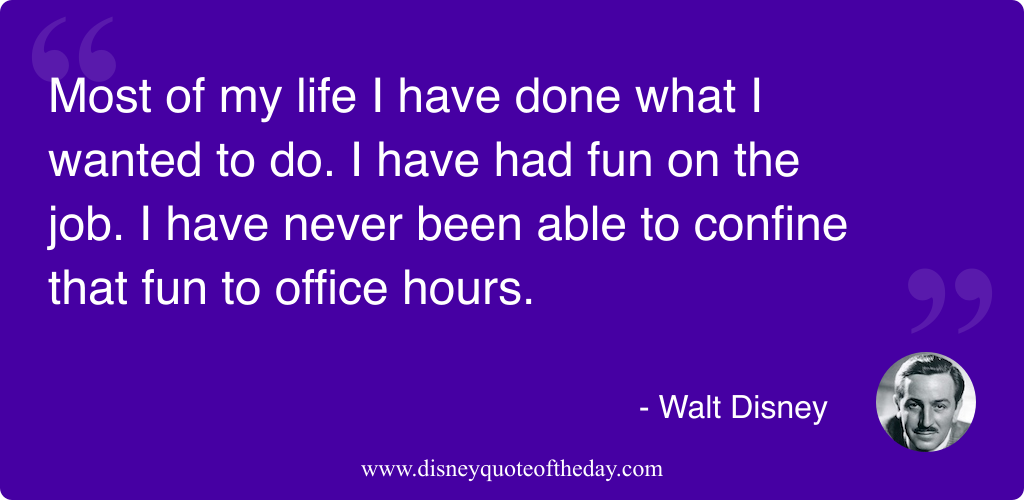 Most of my life I have done what I
wanted to do. I have had fun on the
job. I have never been able to confine
that fun to office hours.
- Walt Disney
www.disneyquoteoftheday.com